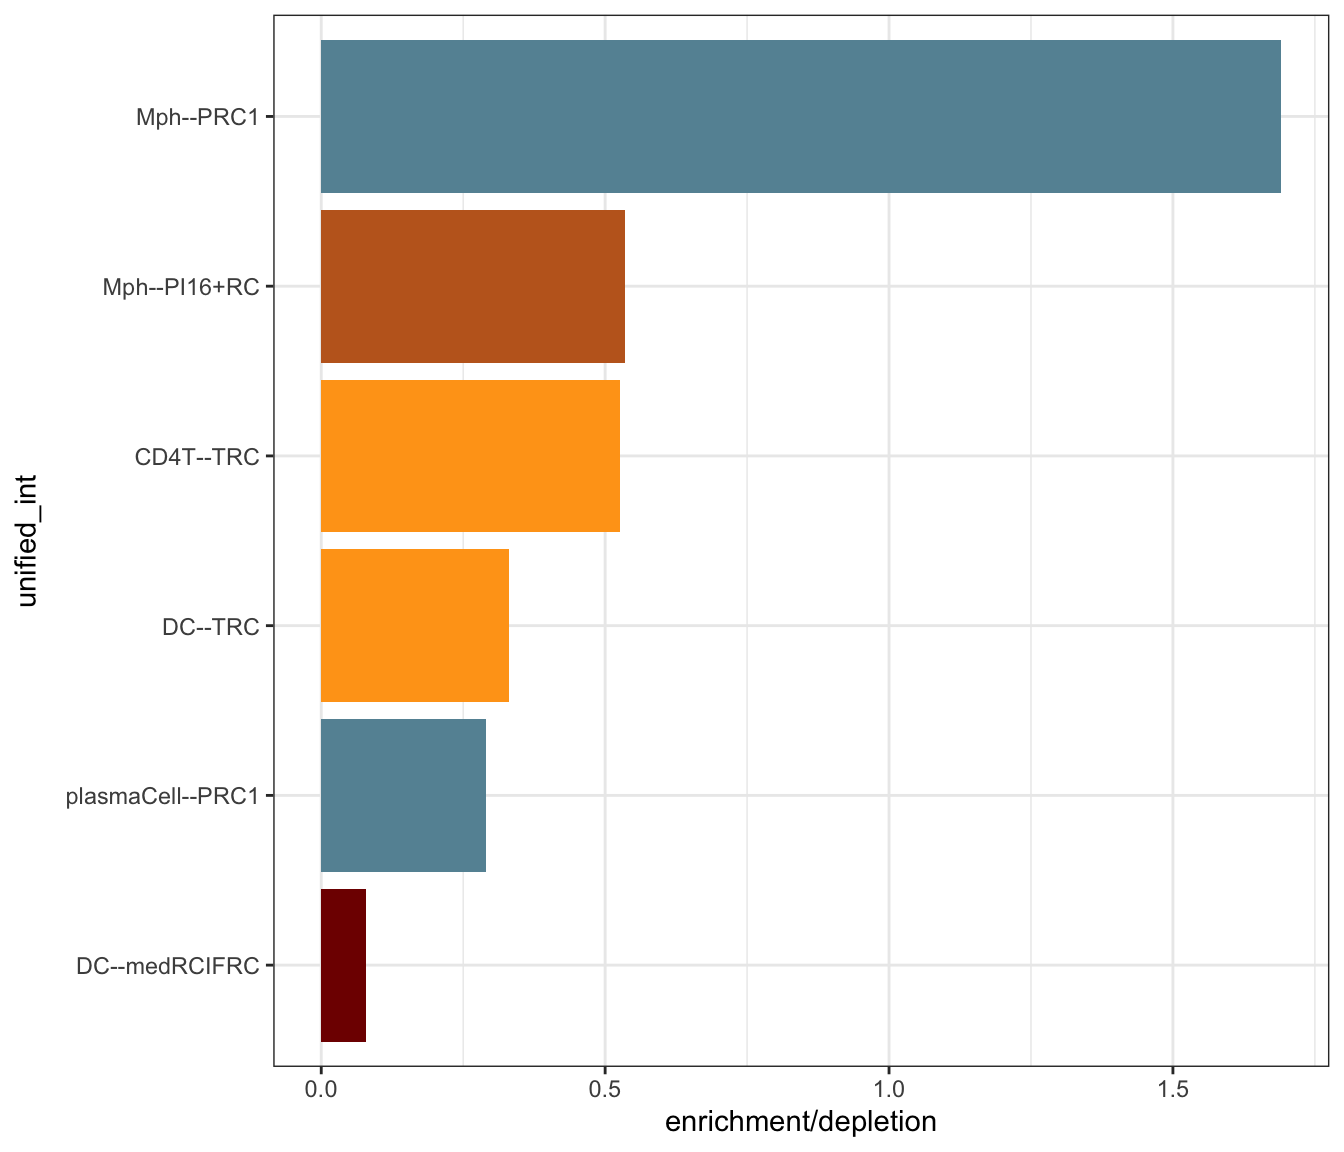 Mph--PRC1
Mph--PI16+RC
CD4T--TRC
DC--TRC
plasmaCell--PRC1
DC--medRCIFRC
unified_int
0.0 0.5 1.0 1.5
enrichment/depletion